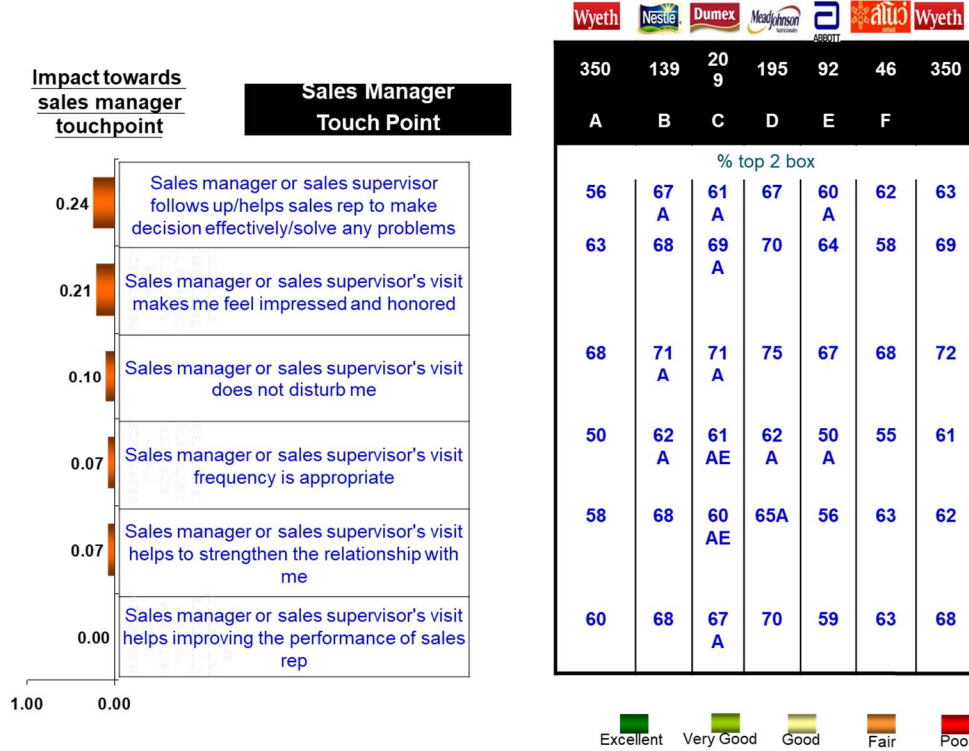 Wyeth Nestlé Dumex MeadJohnson ABBOTT Wyeth
Nutritionals
Impact towards
sales manager
touchpoint
Sales Manager
Touch Point
350 139 20 195 92 46 350
9
A B C D E F
% top 2 box
0.24
Sales manager or sales supervisor
follows up/helps sales rep to make
decision effectively/solve any problems
56 67 61 67 60 62 63
A A A
0.21
Sales manager or sales supervisor's visit
makes me feel impressed and honored
63 68 69 70 64 58 69
A
0.10
Sales manager or sales supervisor's visit
does not disturb me
68 71 71 75 67 68 72
A A
0.07
Sales manager or sales supervisor's visit
frequency is appropriate
50 62 61 62 50 55 61
A AE A A
0.07
Sales manager or sales supervisor's visit
helps to strengthen the relationship with
me
58 68 60 65A 56 63 62
AE
0.00
Sales manager or sales supervisor's visit
helps improving the performance of sales
rep
60 68 67 70 59 63 68
A
1.00 0.00
Excellent Very Good Good Fair Poo